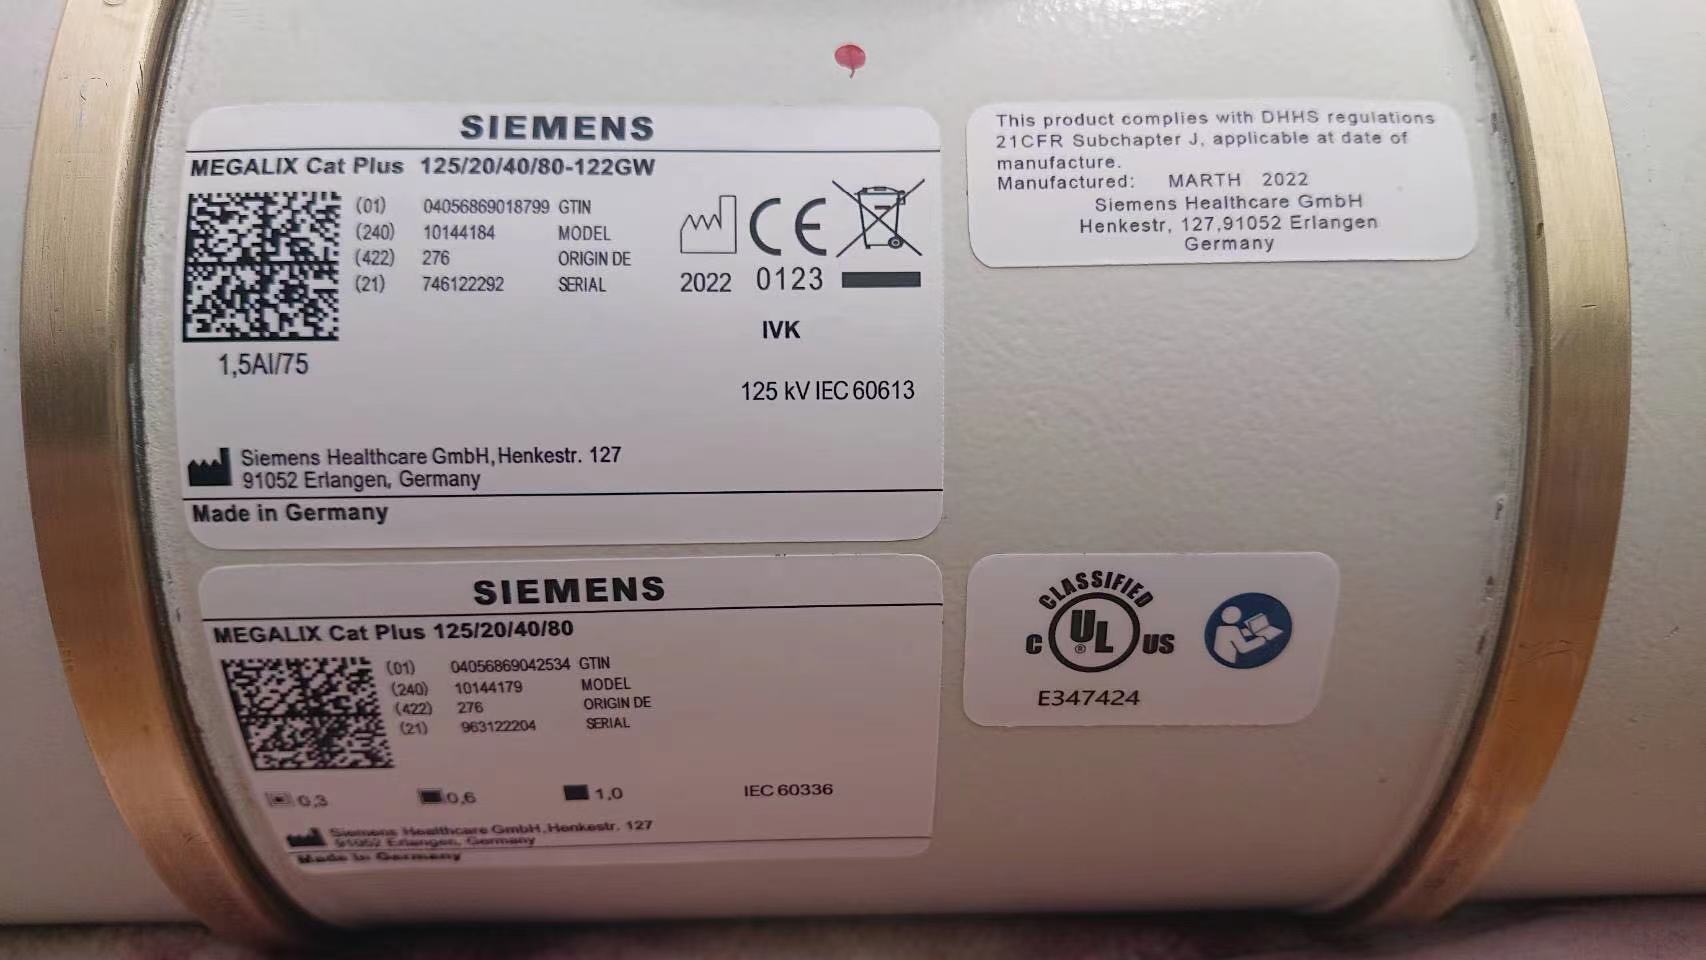 SIEMENS
MEGALIX Cat Plus 125/20/40/80-122GW
(01) 04056869018799 GTIN
(240) 10144184 MODEL
(422) 276 ORIGIN DE
(21) 746122292 SERIAL
1,5Al/75
CE
2022 0123
IVK
125 kV IEC 60613
Siemens Healthcare GmbH, Henkestr. 127
91052 Erlangen, Germany
Made in Germany
This product complies with DHHS regulations
21CFR Subchapter J, applicable at date of
manufacture.
Manufactured: MARTH 2022
Siemens Healthcare GmbH
Henkestr, 127,91052 Erlangen
Germany
SIEMENS
MEGALIX Cat Plus 125/20/40/80
(01) 04056869042534 GTIN
(240) 10144179 MODEL
(422) 276 ORIGIN DE
(21) 963122204 SERIAL
0,3 0,6 1,0 IEC 60336
Siemens Healthcare GmbH, Henkestr. 127
91052 Erlangen, Germany
Made in Germany
CLASSIFIED
C UL® US
E347424